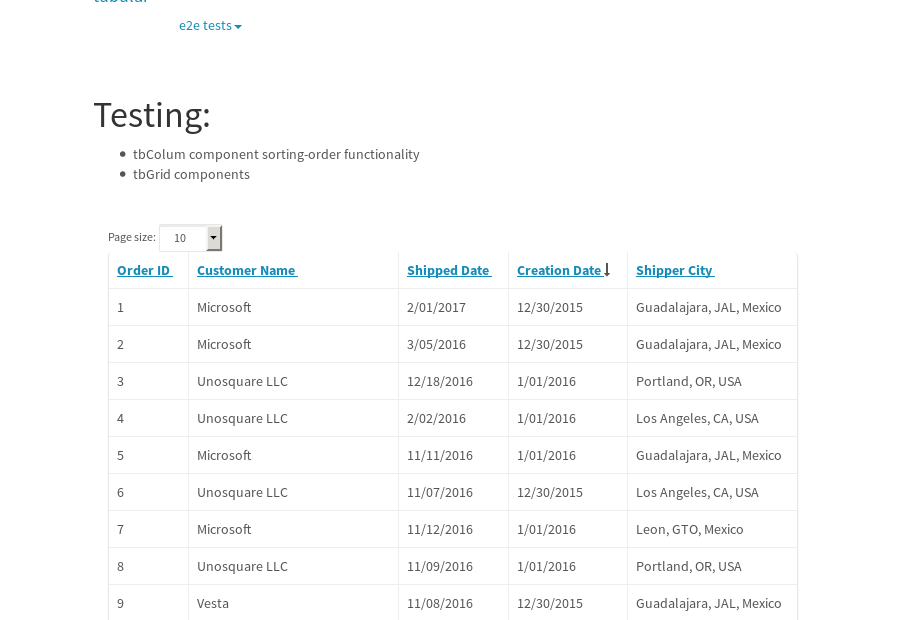 tubular
e2e tests
Testing:
tbColum component sorting-order functionality
tbGrid components
Page size: 10
Order ID Customer Name Shipped Date Creation Date Shipper City
1 Microsoft 2/01/2017 12/30/2015 Guadalajara, JAL, Mexico
2 Microsoft 3/05/2016 12/30/2015 Guadalajara, JAL, Mexico
3 Unosquare LLC 12/18/2016 1/01/2016 Portland, OR, USA
4 Unosquare LLC 2/02/2016 1/01/2016 Los Angeles, CA, USA
5 Microsoft 11/11/2016 1/01/2016 Guadalajara, JAL, Mexico
6 Unosquare LLC 11/07/2016 12/30/2015 Los Angeles, CA, USA
7 Microsoft 11/12/2016 1/01/2016 Leon, GTO, Mexico
8 Unosquare LLC 11/09/2016 1/01/2016 Portland, OR, USA
9 Vesta 11/08/2016 12/30/2015 Guadalajara, JAL, Mexico